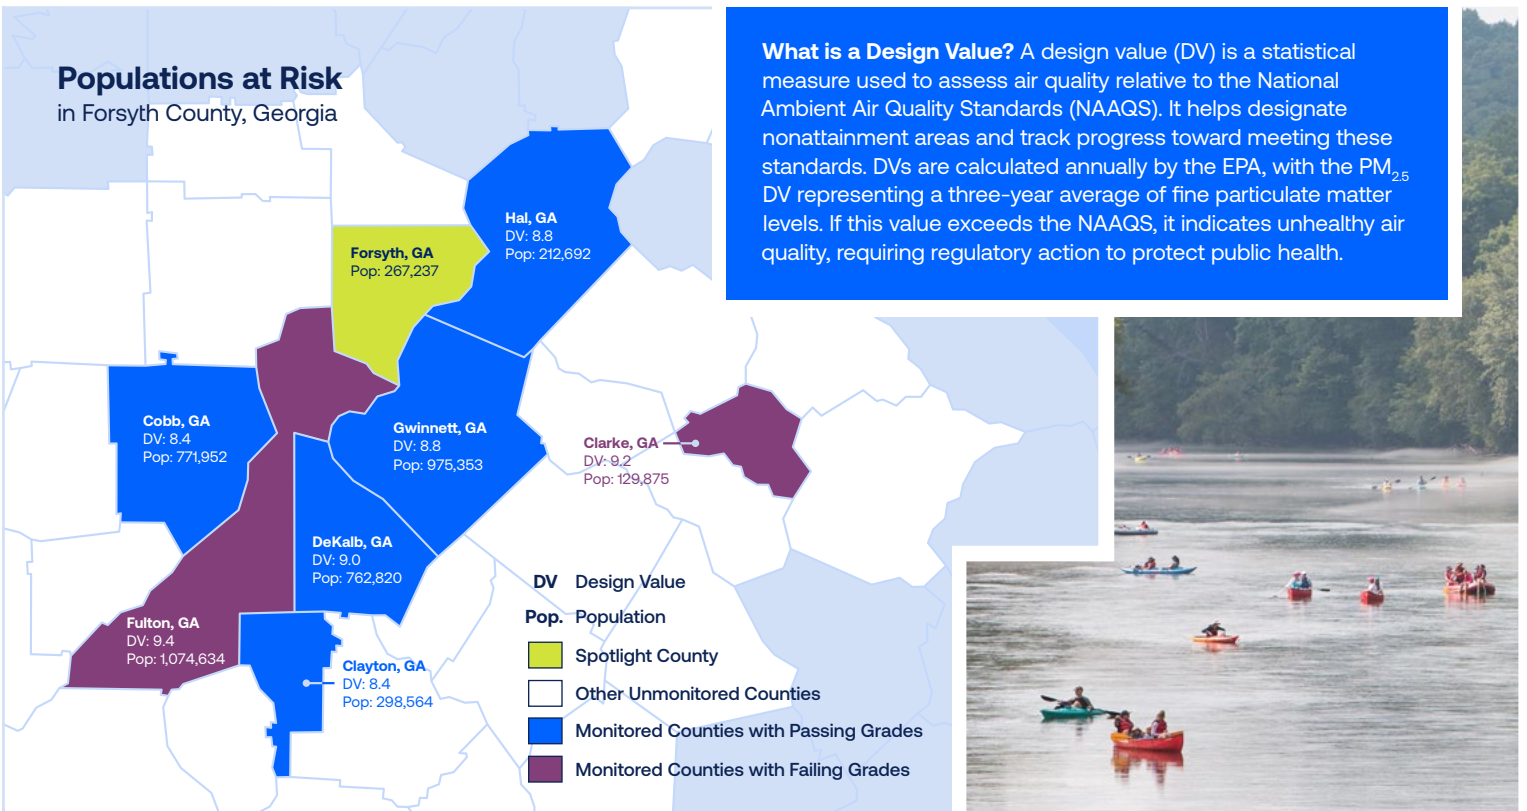 Populations at Risk
in Forsyth County, Georgia
What is a Design Value? A design value (DV) is a statistical
measure used to assess air quality relative to the National
Ambient Air Quality Standards (NAAQS). It helps designate
nonattainment areas and track progress toward meeting these
standards. DVs are calculated annually by the EPA, with the PM2.5
DV representing a three-year average of fine particulate matter
levels. If this value exceeds the NAAQS, it indicates unhealthy air
quality, requiring regulatory action to protect public health.
Hal, GA
DV: 8.8
Pop: 212,692
Forsyth, GA
Pop: 267,237
Cobb, GA
DV: 8.4
Pop: 771,952
Gwinnett, GA
DV: 8.8
Pop: 975,353
Clarke, GA
DV: 9.2
Pop: 129,875
DeKalb, GA
DV: 9.0
Pop: 762,820
Fulton, GA
DV: 9.4
Pop: 1,074,634
Clayton, GA
DV: 8.4
Pop: 298,564
DV Design Value
Pop. Population
Spotlight County
Other Unmonitored Counties
Monitored Counties with Passing Grades
Monitored Counties with Failing Grades